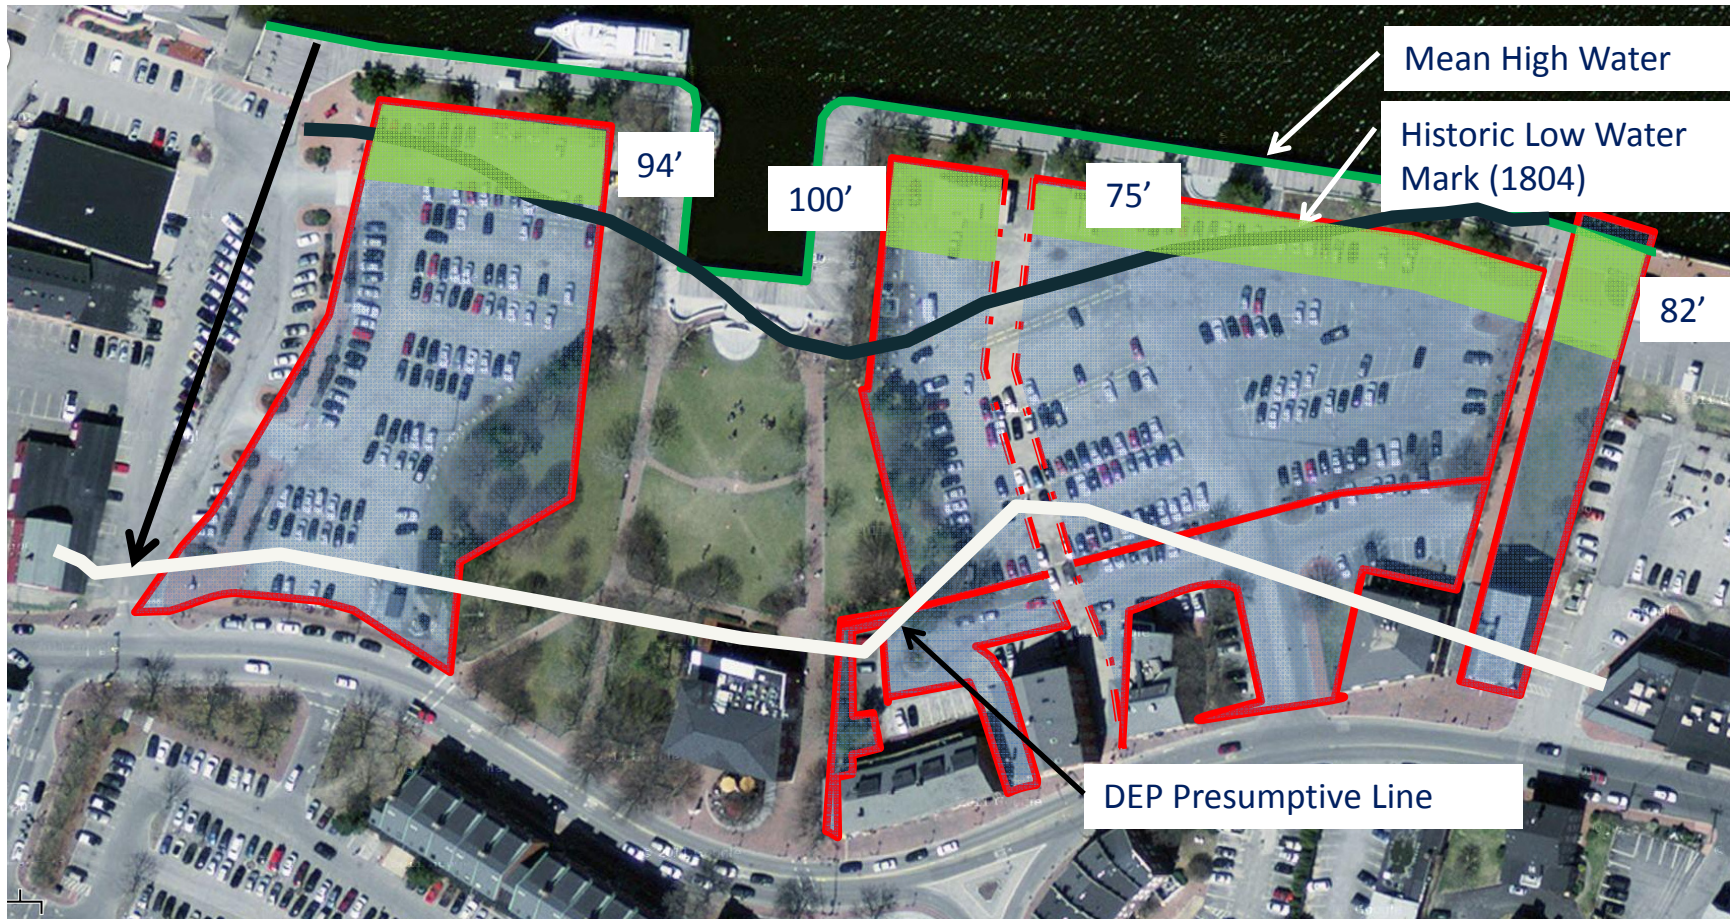 Mean High Water
Historic Low Water
Mark (1804)
94’
100’
75’
82’
DEP Presumptive Line